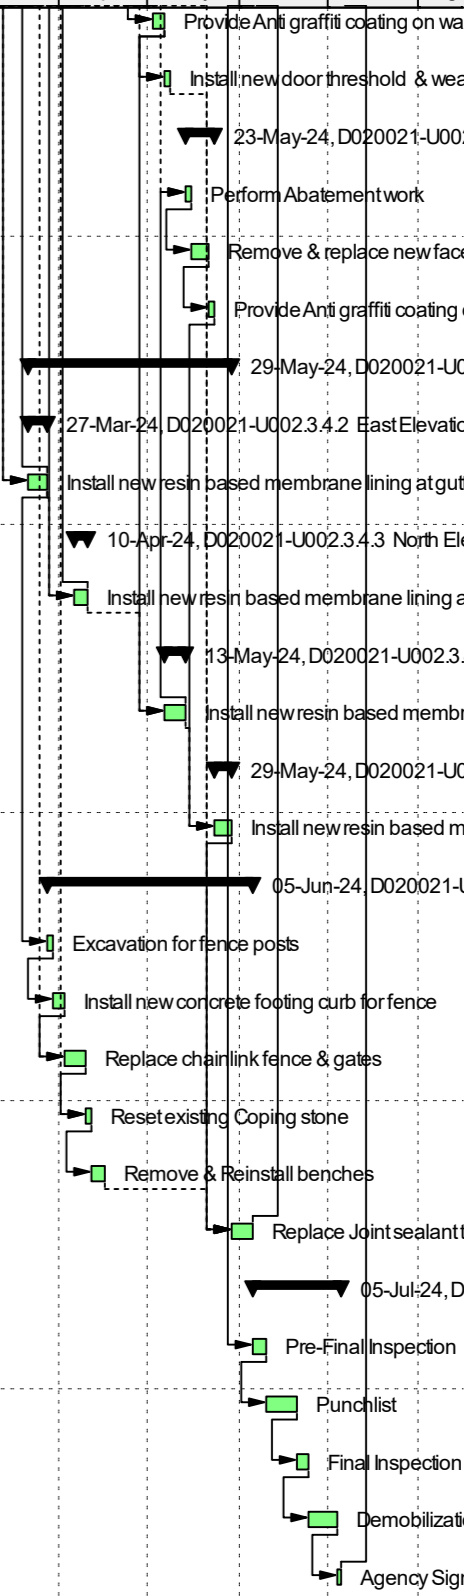 Provide Anti graffiti coating on wa
Install new door threshold & wea
23-May-24, D020021-U002
Perform Abatement work
Remove & replace new face
Provide Anti graffiti coating
29-May-24, D020021-U0
27-Mar-24, D020021-U002.3.4.2 East Elevatio
Install new resin based membrane lining at gut
10-Apr-24, D020021-U002.3.4.3 North Ele
Install new resin based membrane lining a
13-May-24, D020021-U002.3.
Install new resin based membr
29-May-24, D020021-U0
Install new resin based m
05-Jun-24, D020021-U
Excavation for fence posts
Install new concrete footing curb for fence
Replace chainlink fence & gates
Reset existing Coping stone
Remove & Reinstall benches
Replace Joint sealant t
05-Jul-24, D
Pre-Final Inspection
Punchlist
Final Inspection
Demobilizati
Agency Sign